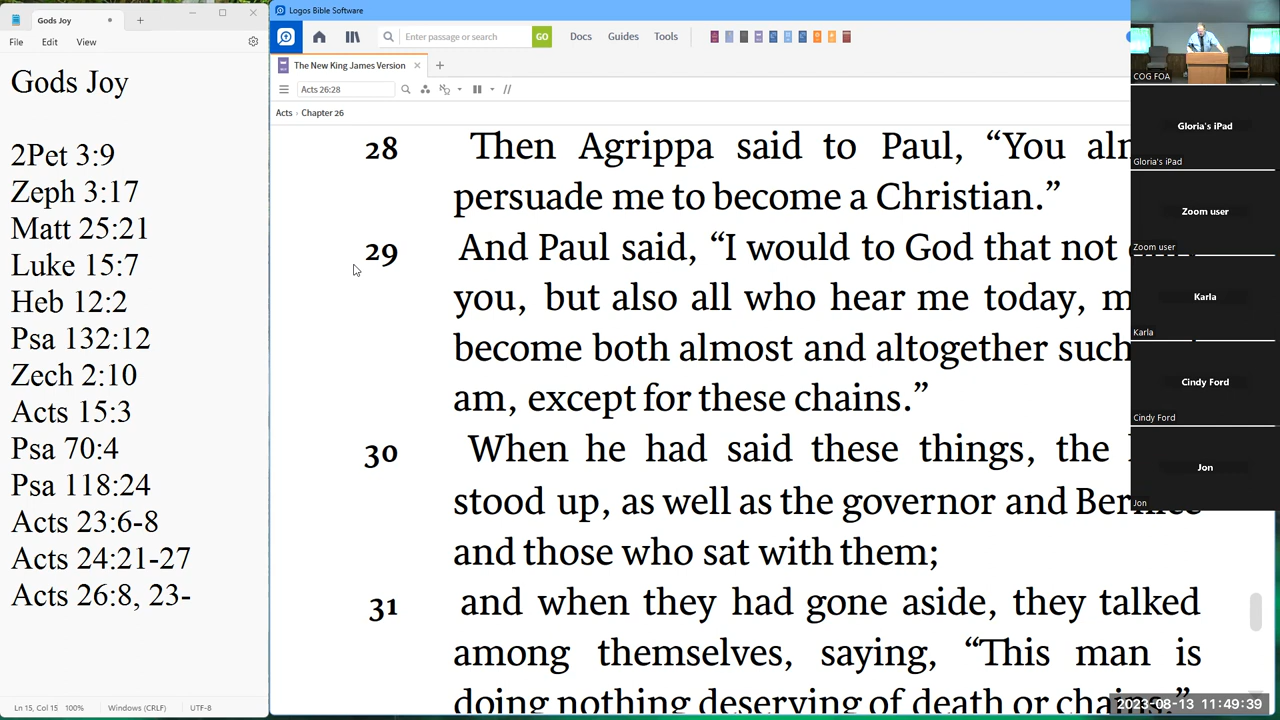 Gods Joy
File Edit View
Gods Joy
2Pet 3:9
Zeph 3:17
Matt 25:21
Luke 15:7
Heb 12:2
Psa 132:12
Zech 2:10
Acts 15:3
Psa 70:4
Psa 118:24
Acts 23:6-8
Acts 24:21-27
Acts 26:8, 23-
Ln 15, Col 15 100% Windows (CRLF) UTF-8
Logos Bible Software
Enter passage or search GO Docs Guides Tools
The New King James Version
Acts 26:28
Acts › Chapter 26
28 Then Agrippa said to Paul, “You
persuade me to become a Christian.”
29 And Paul said, “I would to God that not
you, but also all who hear me today,
become both almost and altogether such
am, except for these chains.”
30 When he had said these things, the
stood up, as well as the governor and
and those who sat with them;
31 and when they had gone aside, they talked
among themselves, saying, “This man is
doing nothing deserving of death or
COG FOA
Gloria's iPad
Gloria's iPad
Zoom user
Zoom user
Karla
Karla
Cindy Ford
Cindy Ford
Jon
Jon
2023-08-13 11:49:39